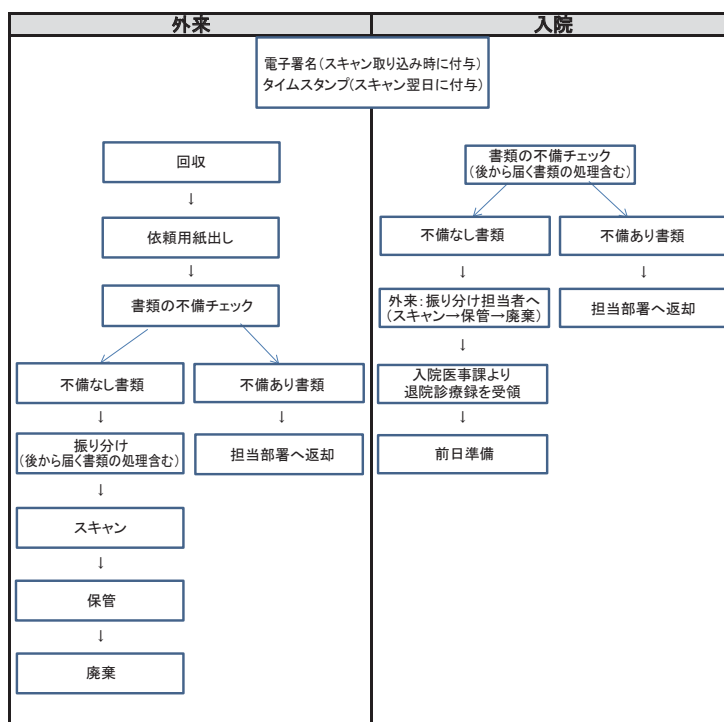 外来
入院
電子署名(スキャン取り込み時に付与)
タイムスタンプ(スキャン翌日に付与)
回収
↓
依頼用紙出し
↓
書類の不備チェック
不備なし書類
不備あり書類
↓
↓
振り分け
(後から届く書類の処理含む)
担当部署へ返却
↓
スキャン
↓
保管
↓
廃棄
書類の不備チェック
(後から届く書類の処理含む)
不備なし書類
不備あり書類
↓
↓
外来:振り分け担当者へ
(スキャン→保管→廃棄)
担当部署へ返却
↓
入院医事課より
退院診療録を受領
↓
前日準備